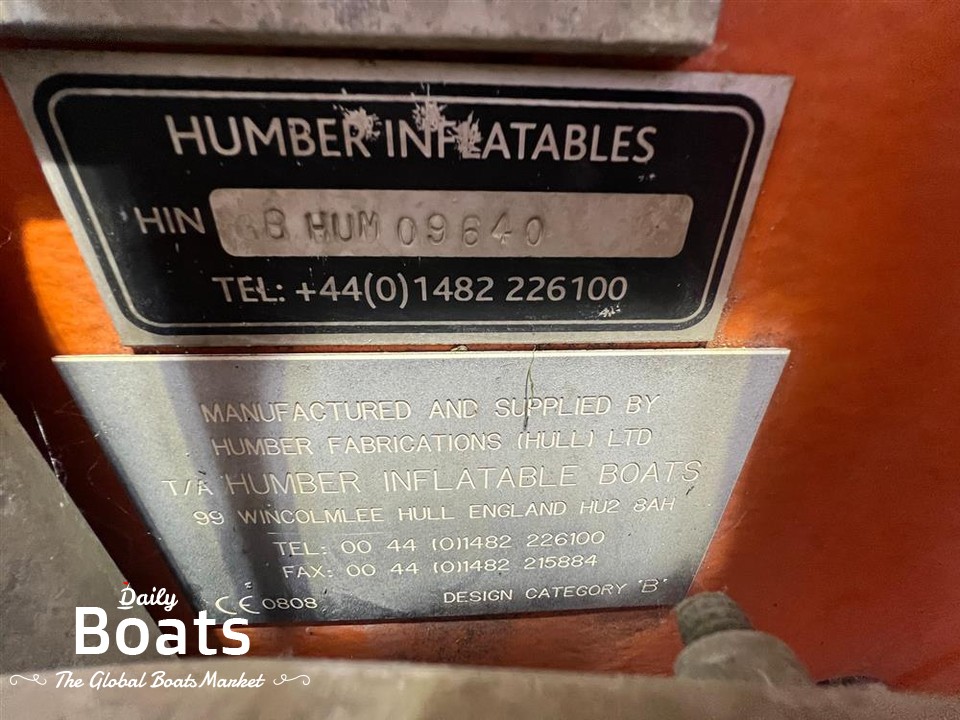 HUMBER INFLATABLES
HIN GB HUM 09640
TEL: +44(0)1482 226100
MANUFACTURED AND SUPPLIED BY
HUMBER FABRICATIONS (HULL) LTD
T/A HUMBER INFLATABLE BOATS
99 WINCOLMLEE HULL ENGLAND HU2 8AH
TEL: 00 44 (0)1482 226100
FAX: 00 44 (0)1482 215884
CE 0808 DESIGN CATEGORY "B"
Daily
Boats
The Global Boats Market